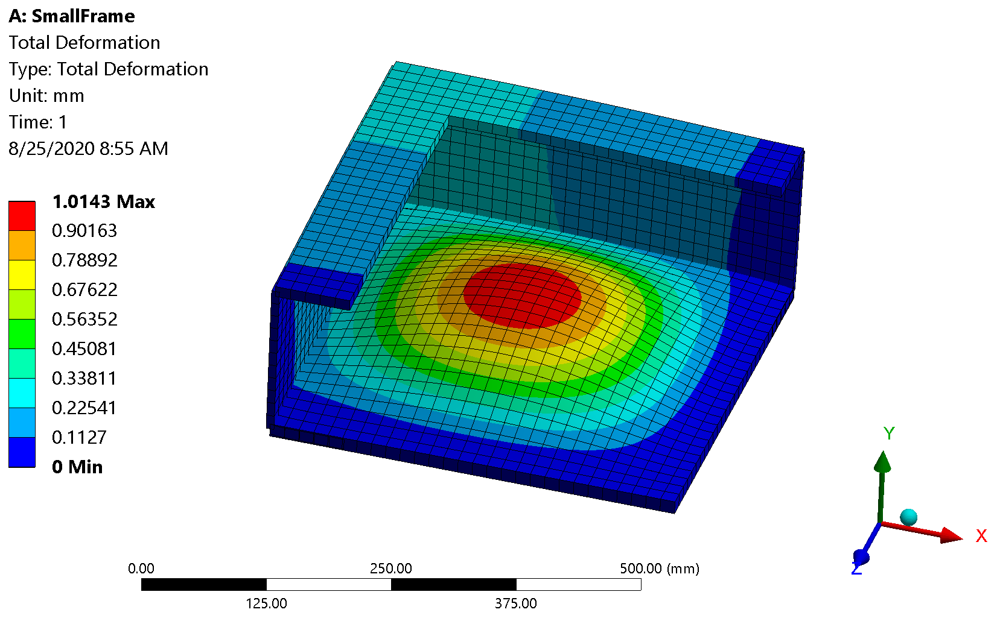 A: SmallFrame
Total Deformation
Type: Total Deformation
Unit: mm
Time: 1
8/25/2020 8:55 AM
1.0143 Max
0.90163
0.78892
0.67622
0.56352
0.45081
0.33811
0.22541
0.1127
0 Min
Y
X
Z
0.00 250.00 500.00 (mm)
125.00 375.00